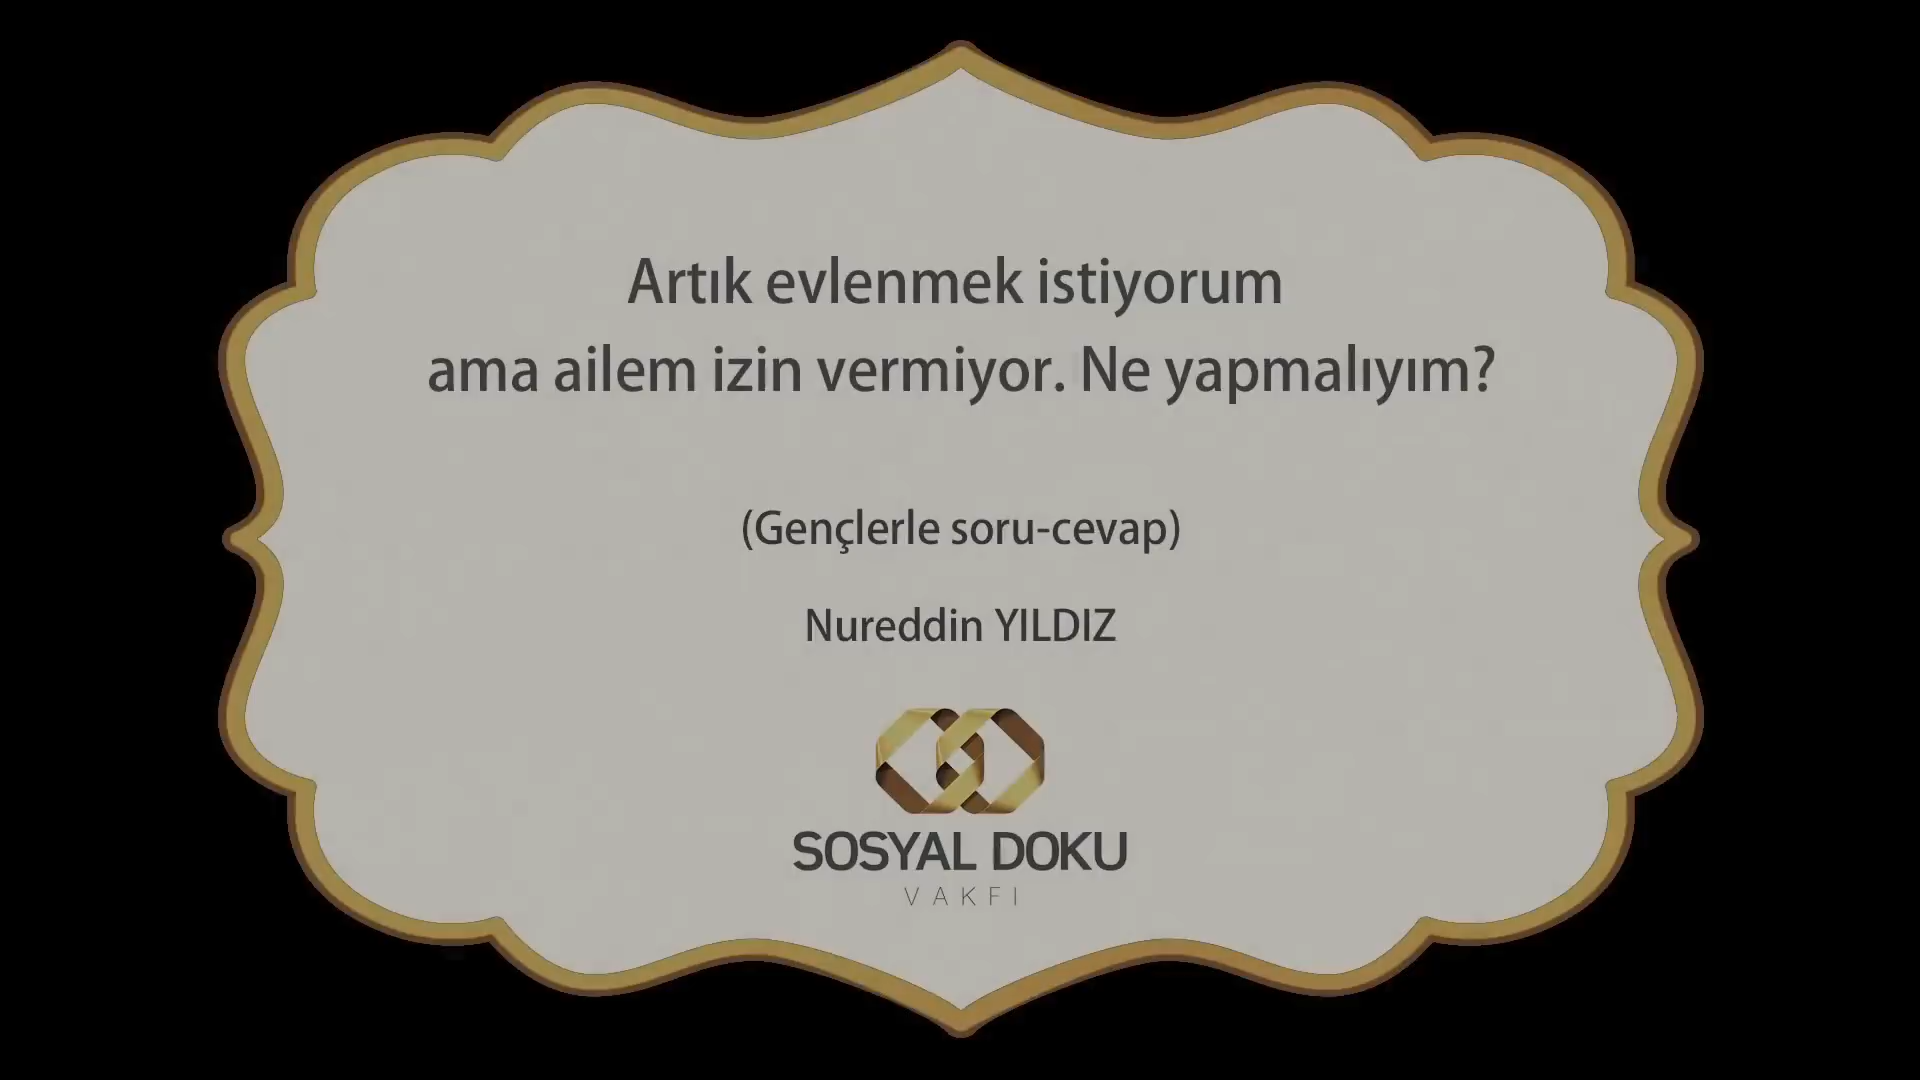 Artık evlenmek istiyorum
ama ailem izin vermiyor. Ne yapmalıyım?
(Gençlerle soru-cevap)
Nureddin YILDIZ
SOSYAL DOKU
VAKFI